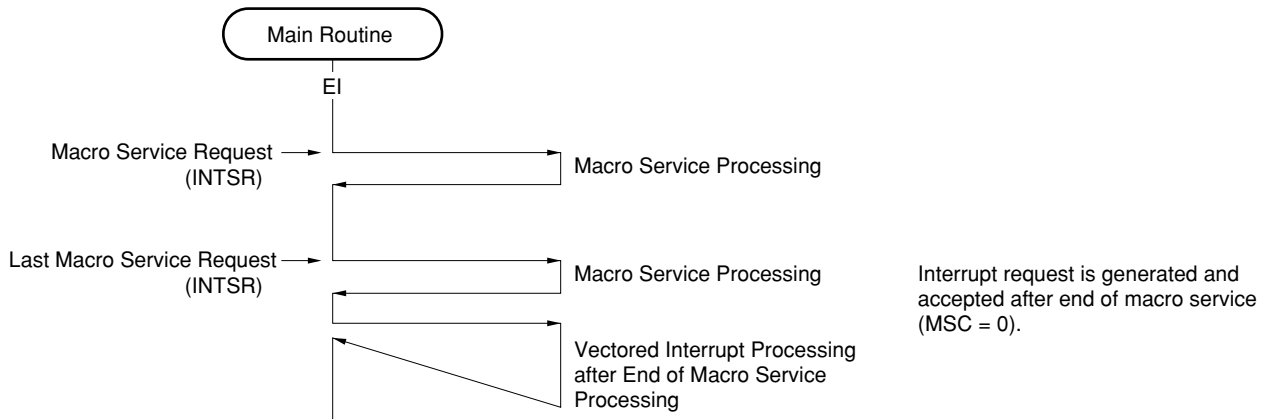 Main Routine
EI
Macro Service Request
(INTSR)
Macro Service Processing
Last Macro Service Request
(INTSR)
Macro Service Processing
Interrupt request is generated and
accepted after end of macro service
(MSC = 0).
Vectored Interrupt Processing
after End of Macro Service
Processing